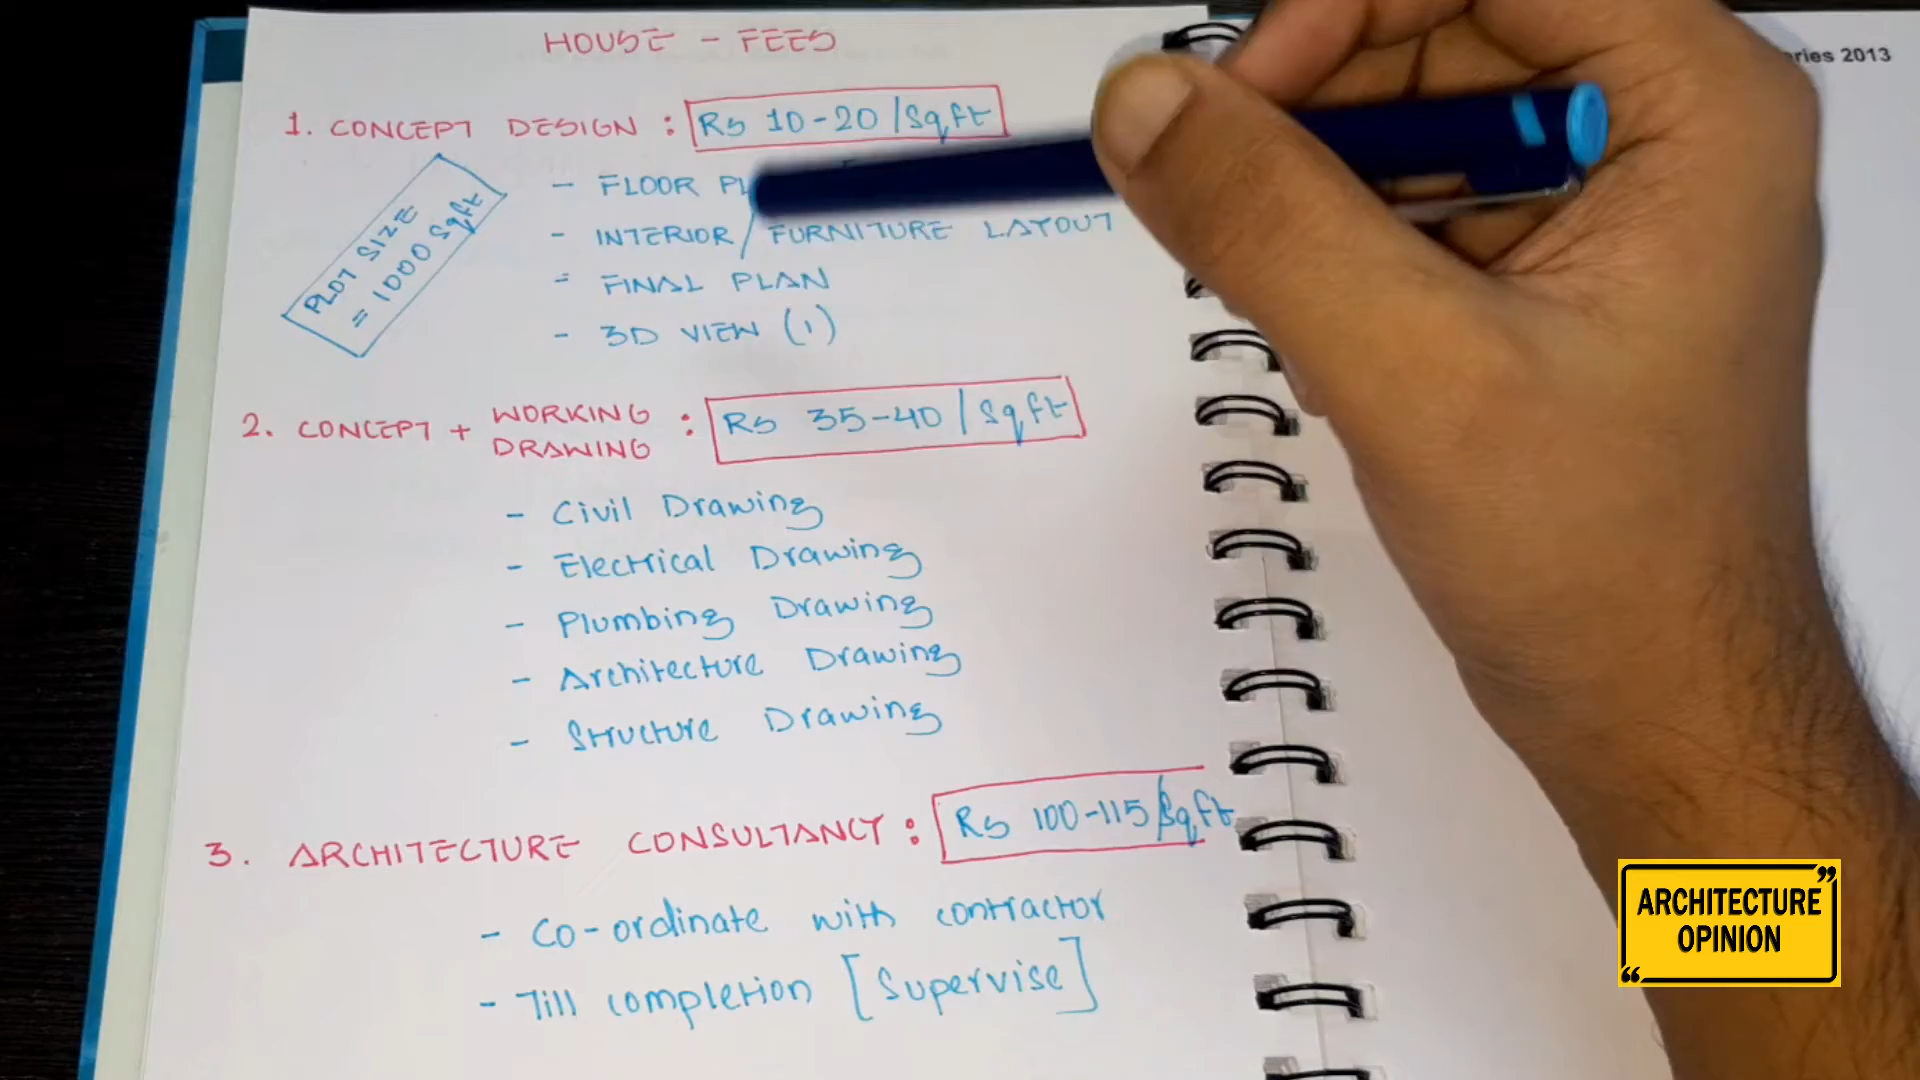 HOUSE - FEES
1. CONCEPT DESIGN : Rs 10-20 /Sqft
PLOT SIZE
= 1000 Sqft
- FLOOR
- INTERIOR / FURNITURE LAYOUT
- FINAL PLAN
- 3D VIEW (1)
2. CONCEPT + WORKING DRAWING : Rs 35-40 / Sqft
- Civil Drawing
- Electrical Drawing
- Plumbing Drawing
- Architecture Drawing
- Structure Drawing
3. ARCHITECTURE CONSULTANCY : Rs 100-115/Sqft
- Co-ordinate with contractor
- Till completion [Supervise]
2013
"ARCHITECTURE
OPINION"